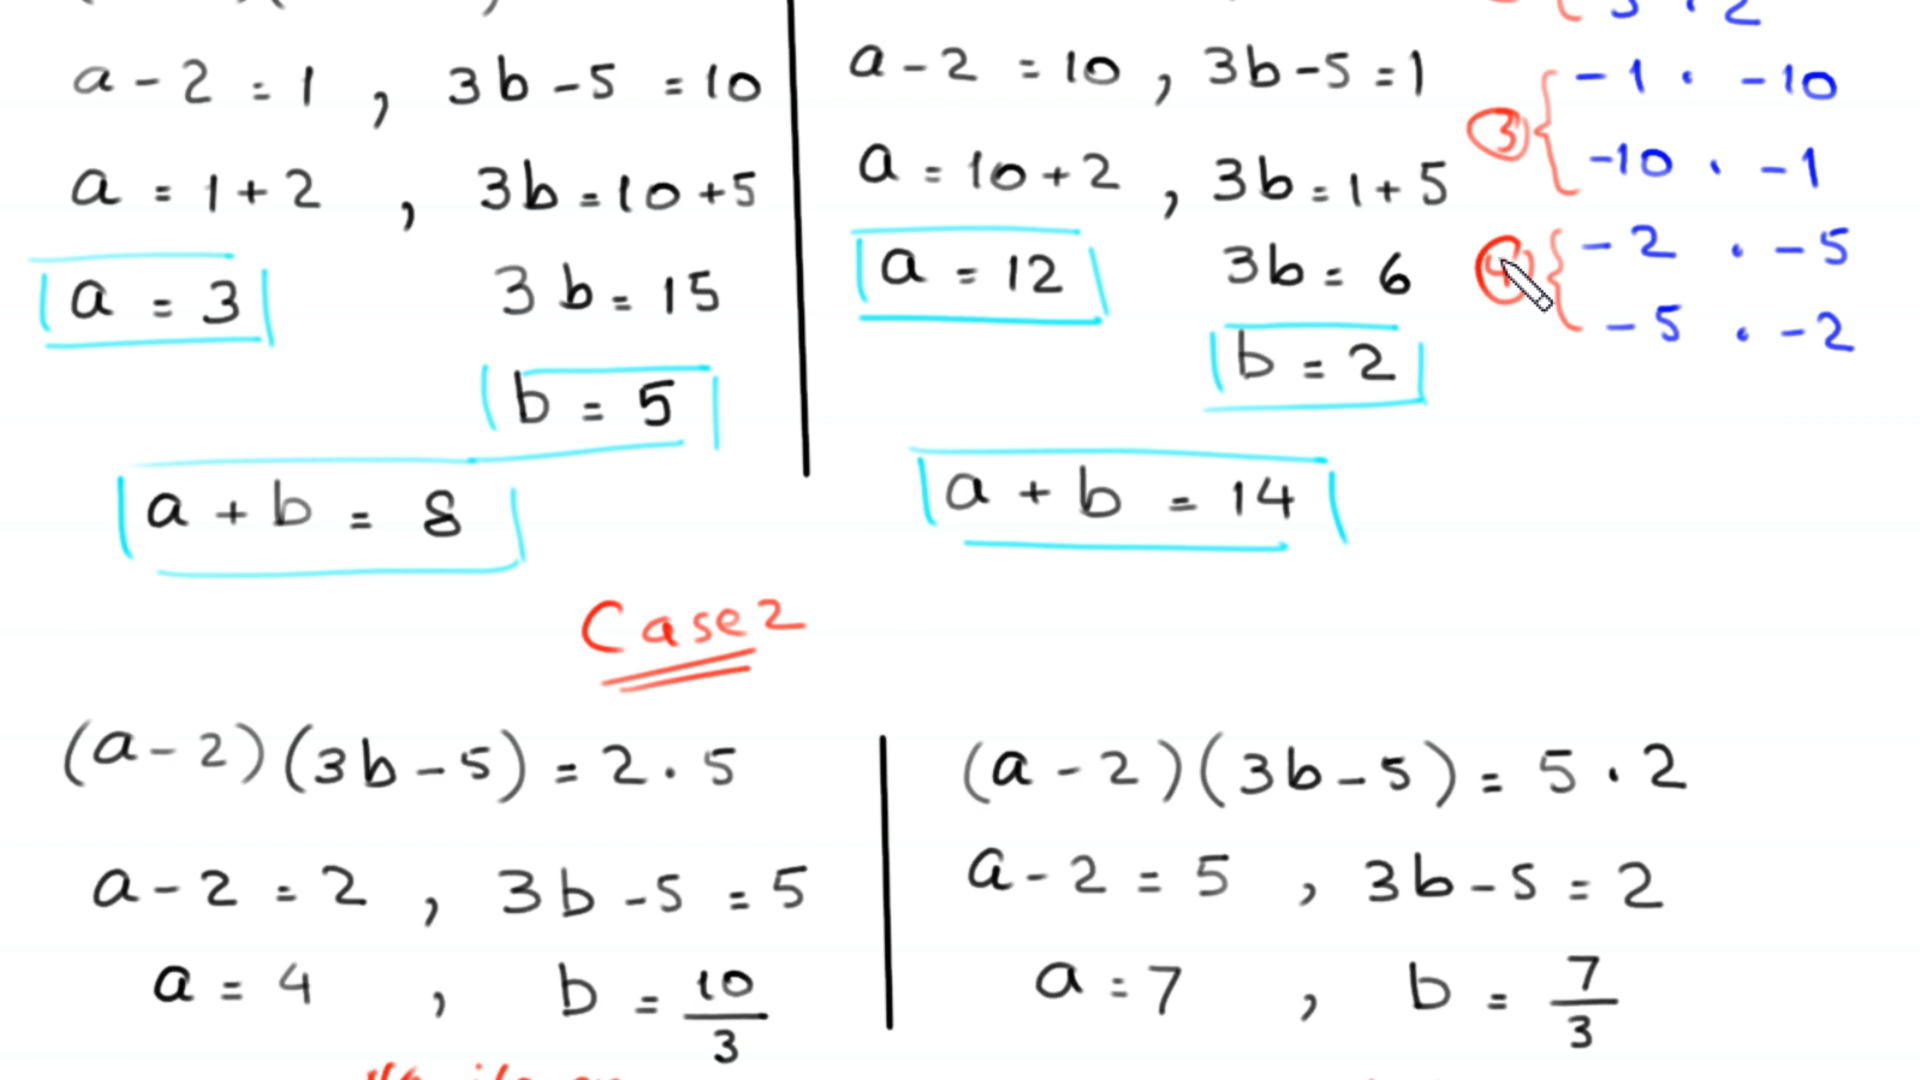 a - 2 = 1 , 3b - 5 = 10
a = 1 + 2 , 3b = 10 + 5
a = 3 3b = 15
b = 5
a + b = 8
a - 2 = 10 , 3b - 5 = 1
a = 10 + 2 , 3b = 1 + 5
a = 12 3b = 6
b = 2
a + b = 14
5 · 2
③ { -1 · -10
-10 · -1
④ { -2 · -5
-5 · -2
Case 2
(a - 2)(3b - 5) = 2 · 5
a - 2 = 2 , 3b - 5 = 5
a = 4 , b = 10/3
(a - 2)(3b - 5) = 5 · 2
a - 2 = 5 , 3b - 5 = 2
a = 7 , b = 7/3